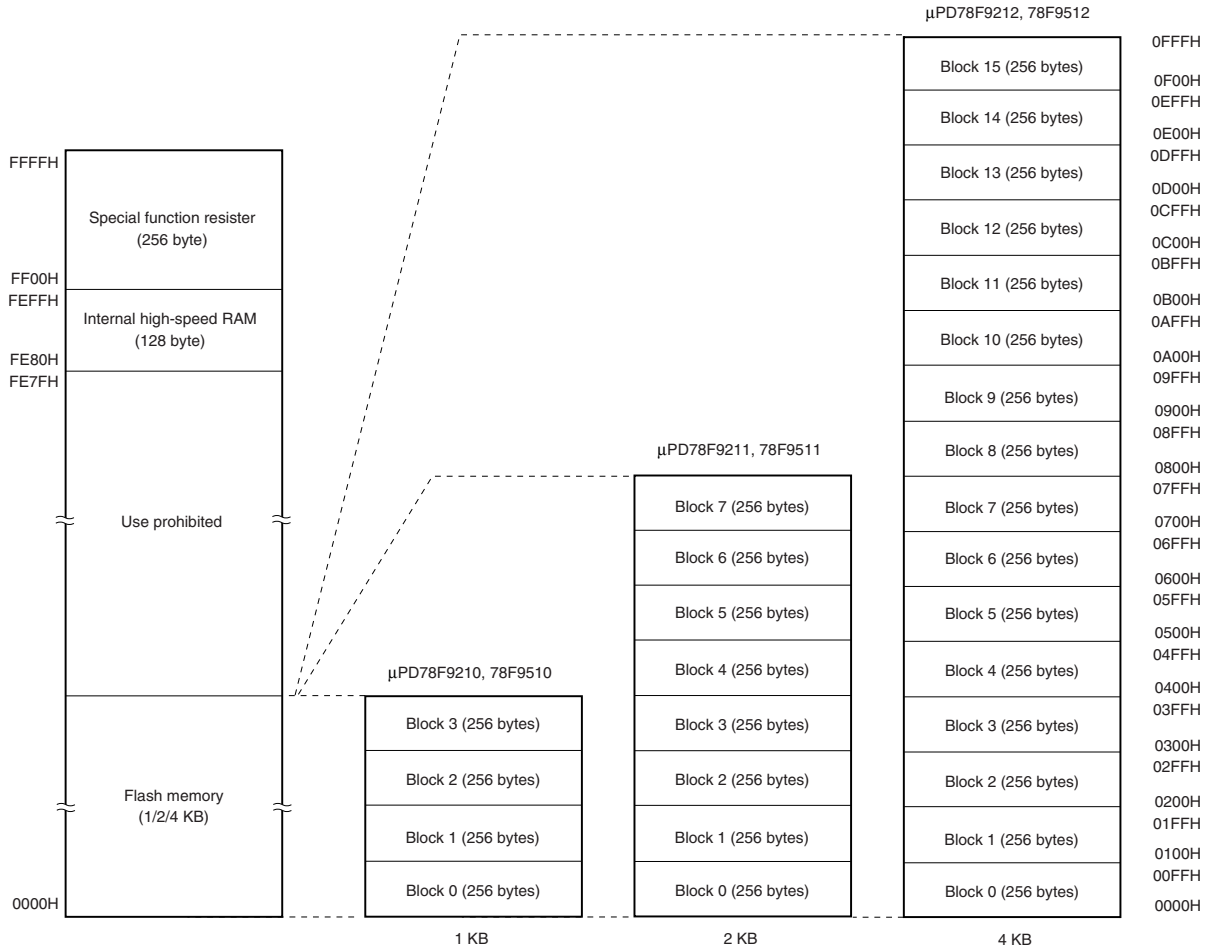 μPD78F9212, 78F9512
0FFFH
Block 15 (256 bytes)
0F00H
0EFFH
Block 14 (256 bytes)
0E00H
0DFFH
Block 13 (256 bytes)
0D00H
0CFFH
Block 12 (256 bytes)
0C00H
0BFFH
Block 11 (256 bytes)
0B00H
0AFFH
Block 10 (256 bytes)
0A00H
09FFH
Block 9 (256 bytes)
0900H
08FFH
Block 8 (256 bytes)
0800H
07FFH
Block 7 (256 bytes)
0700H
06FFH
Block 6 (256 bytes)
0600H
05FFH
Block 5 (256 bytes)
0500H
04FFH
Block 4 (256 bytes)
0400H
03FFH
Block 3 (256 bytes)
0300H
02FFH
Block 2 (256 bytes)
0200H
01FFH
Block 1 (256 bytes)
0100H
00FFH
Block 0 (256 bytes)
0000H
4 KB
FFFFH
Special function resister
(256 byte)
FF00H
FEFFH
Internal high-speed RAM
(128 byte)
FE80H
FE7FH
Use prohibited
Flash memory
(1/2/4 KB)
0000H
μPD78F9210, 78F9510
Block 3 (256 bytes)
Block 2 (256 bytes)
Block 1 (256 bytes)
Block 0 (256 bytes)
1 KB
μPD78F9211, 78F9511
Block 7 (256 bytes)
Block 6 (256 bytes)
Block 5 (256 bytes)
Block 4 (256 bytes)
Block 3 (256 bytes)
Block 2 (256 bytes)
Block 1 (256 bytes)
Block 0 (256 bytes)
2 KB